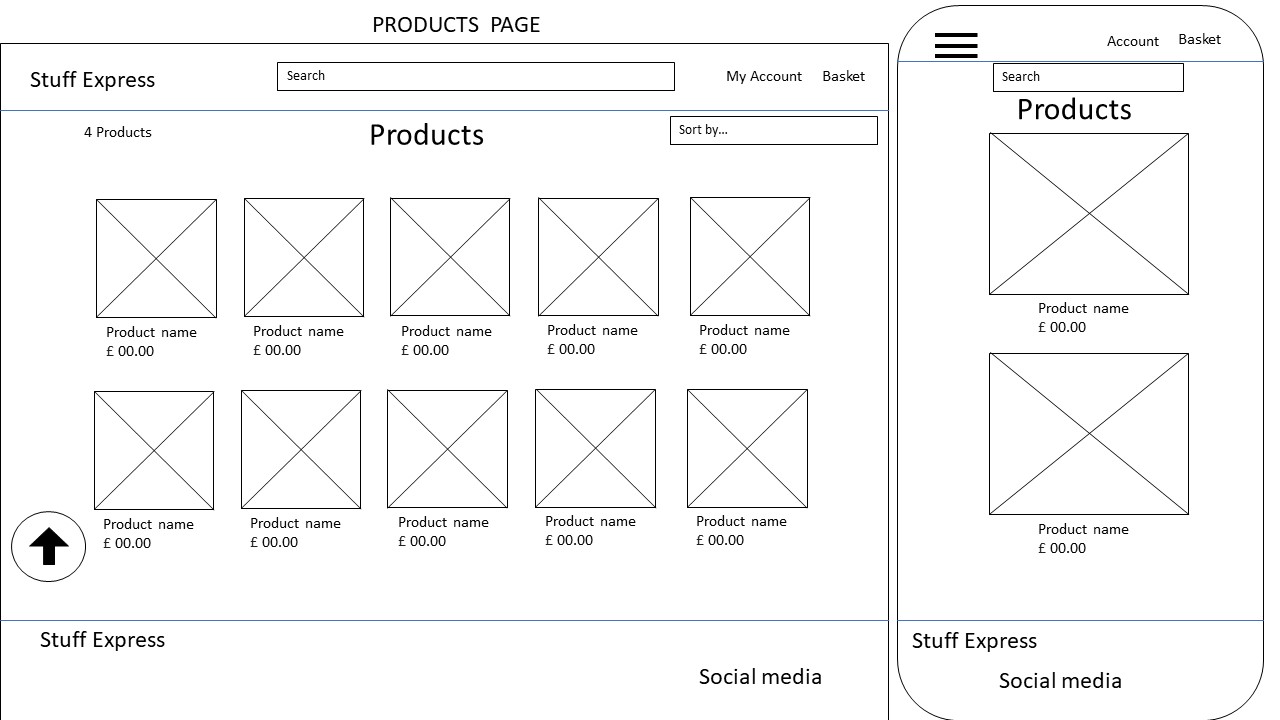 PRODUCTS PAGE
Stuff Express
Search
My Account
Basket
4 Products
Products
Sort by...
Product name
£ 00.00
Product name
£ 00.00
Product name
£ 00.00
Product name
£ 00.00
Product name
£ 00.00
Product name
£ 00.00
Product name
£ 00.00
Product name
£ 00.00
Product name
£ 00.00
Product name
£ 00.00
Stuff Express
Social media
Account
Basket
Search
Products
Product name
£ 00.00
Product name
£ 00.00
Stuff Express
Social media